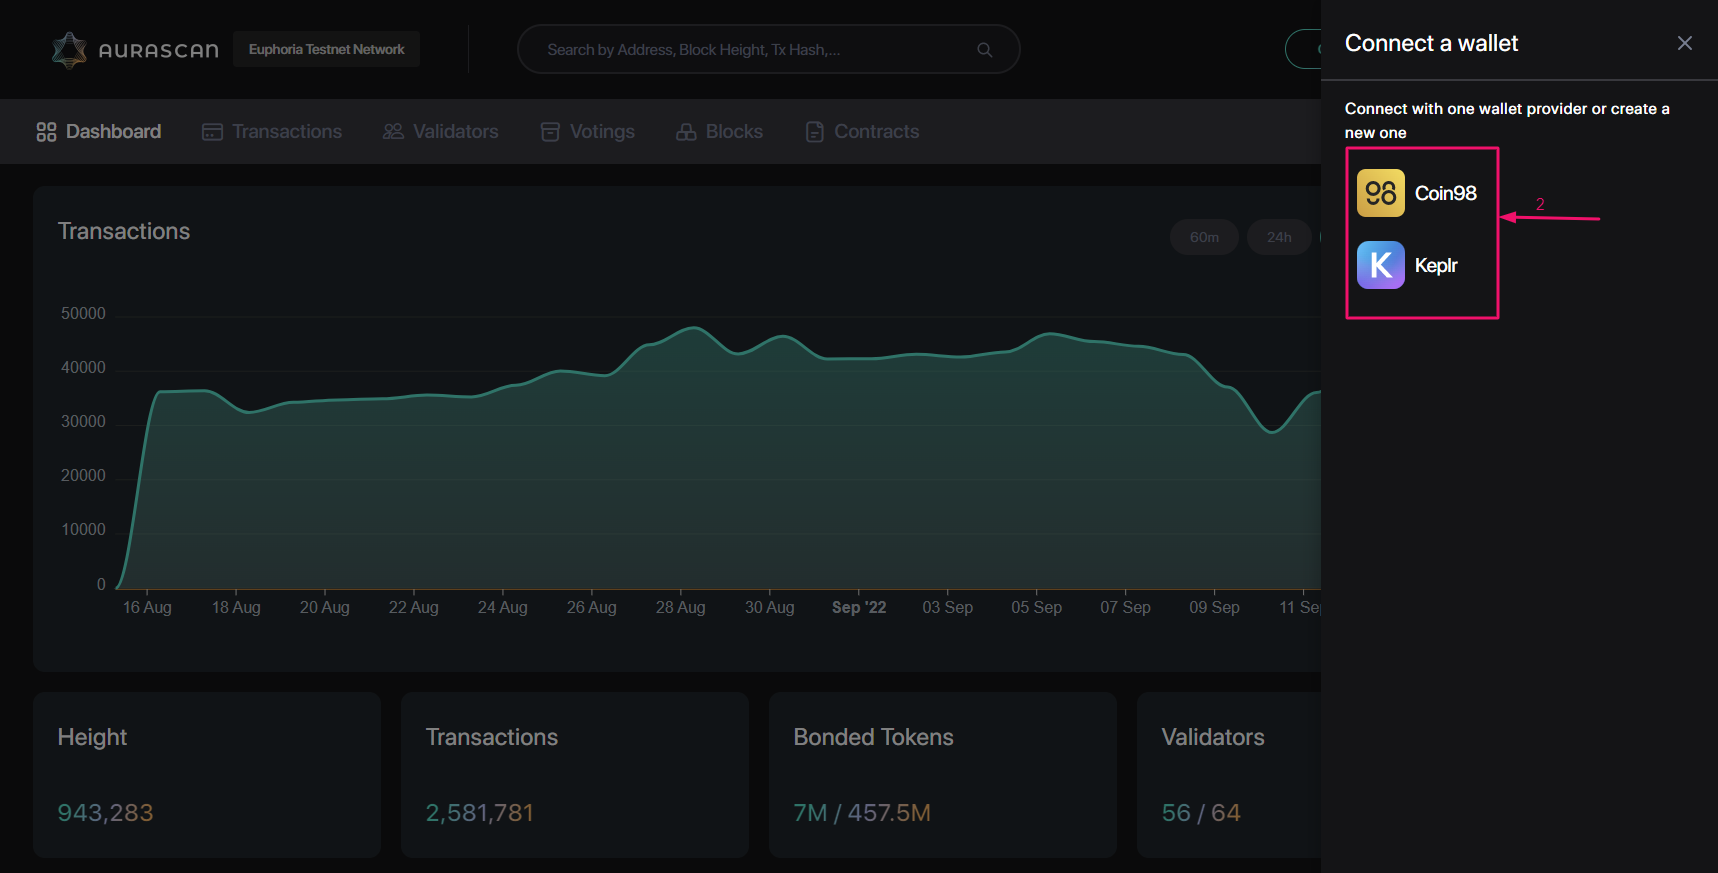 AURASCAN
Euphoria Testnet Network
Search by Address, Block Height, Tx Hash,...
Connect a wallet
Dashboard
Transactions
Validators
Votings
Blocks
Contracts
Connect with one wallet provider or create a
new one
Coin98
Keplr
2
Transactions
60m
24h
50000
40000
30000
20000
10000
0
16 Aug
18 Aug
20 Aug
22 Aug
24 Aug
26 Aug
28 Aug
30 Aug
Sep '22
03 Sep
05 Sep
07 Sep
09 Sep
11 Se
Height
943,283
Transactions
2,581,781
Bonded Tokens
7M / 457.5M
Validators
56 / 64